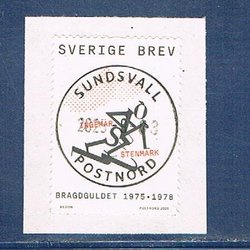 SVERIGE BREV
SUNDSVALL
INGEMAR
STENMARK
POSTNORD
BRAGDGULDET 1975 • 1978